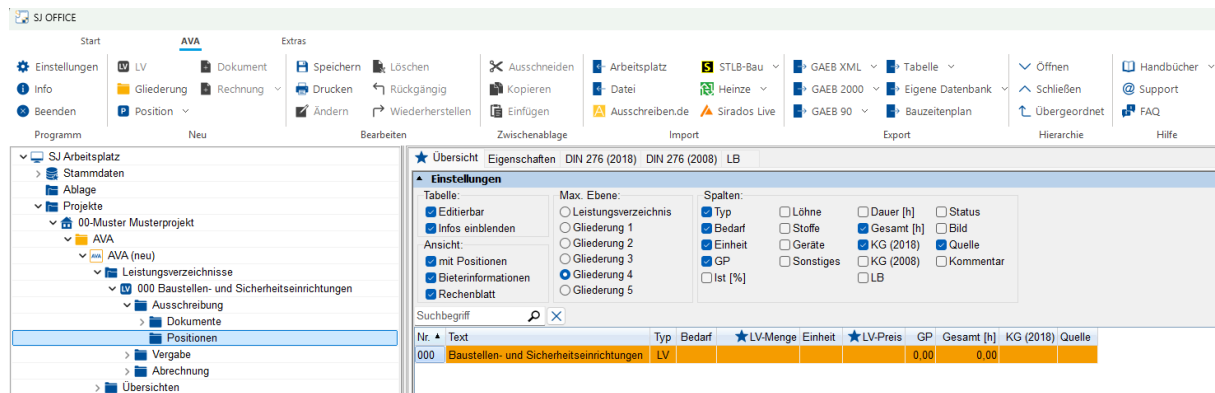 SJ OFFICE
Start AVA Extras
Einstellungen LV Dokument Speichern Löschen Ausschneiden Arbeitsplatz STLB-Bau GAEB XML Tabelle Öffnen Handbücher
Info Gliederung Rechnung Drucken Rückgängig Kopieren Datei Heinze GAEB 2000 Eigene Datenbank Schließen @ Support
Beenden P Position Ändern Wiederherstellen Einfügen Ausschreiben.de Sirados Live GAEB 90 Bauzeitenplan Übergeordnet FAQ
Programm Neu Bearbeiten Zwischenablage Import Export Hierarchie Hilfe
SJ Arbeitsplatz
Stammdaten
Ablage
Projekte
00-Muster Musterprojekt
AVA
AVA AVA (neu)
Leistungsverzeichnisse
LV 000 Baustellen- und Sicherheitseinrichtungen
Ausschreibung
Dokumente
Positionen
Vergabe
Abrechnung
Übersichten
Übersicht Eigenschaften DIN 276 (2018) DIN 276 (2008) LB
Einstellungen
Tabelle: Max. Ebene: Spalten:
Editierbar Leistungsverzeichnis Typ Löhne Dauer [h] Status
Infos einblenden Gliederung 1 Bedarf Stoffe Gesamt [h] Bild
Ansicht: Gliederung 2 Einheit Geräte KG (2018) Quelle
mit Positionen Gliederung 3 GP Sonstiges KG (2008) Kommentar
Bieterinformationen Gliederung 4 Ist [%] LB
Rechenblatt Gliederung 5
Suchbegriff
Nr. Text Typ Bedarf LV-Menge Einheit LV-Preis GP Gesamt [h] KG (2018) Quelle
000 Baustellen- und Sicherheitseinrichtungen LV 0,00 0,00